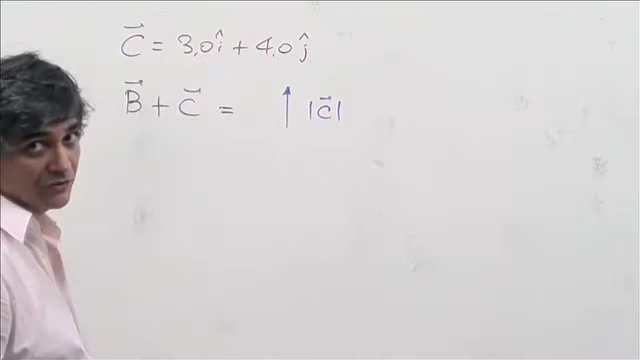 C⃗ = 3.0î + 4.0ĵ
B⃗ + C⃗ = ↑ |c⃗|